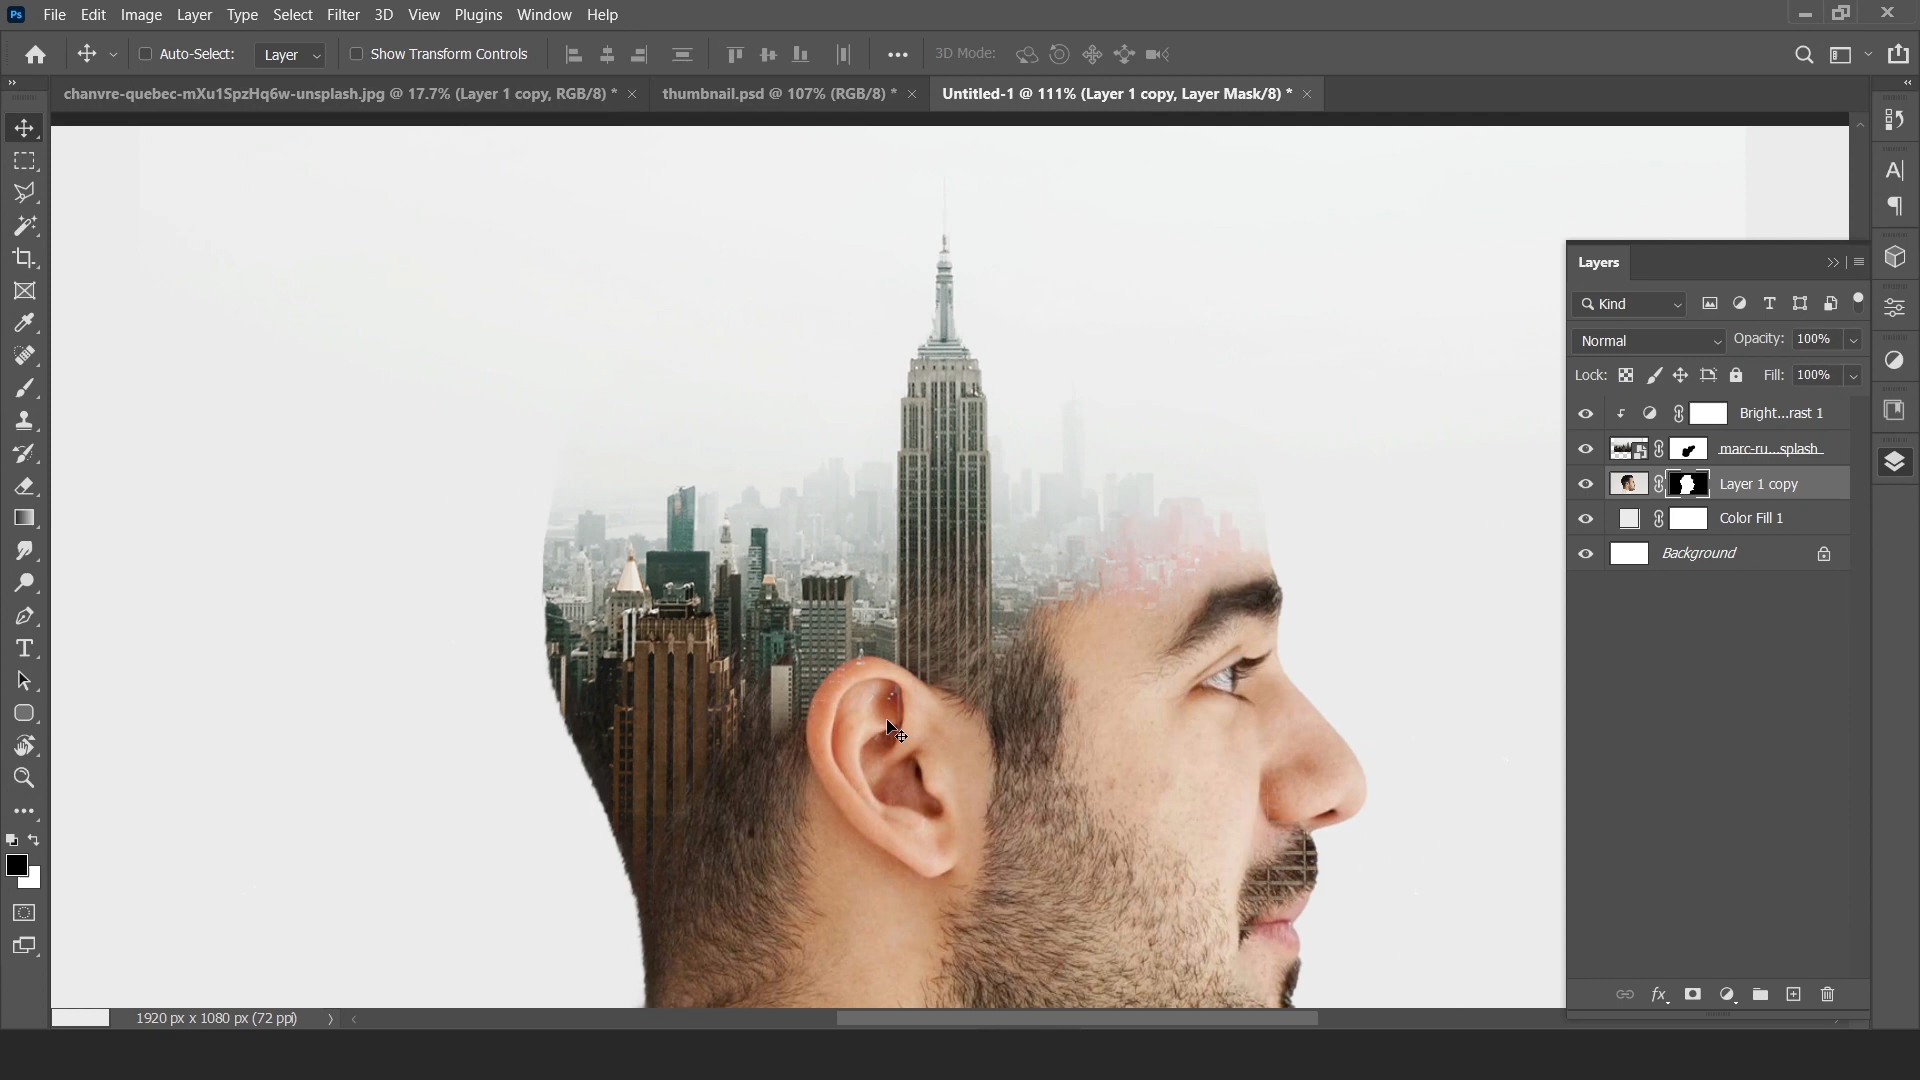 Ps File Edit Image Layer Type Select Filter 3D View Plugins Window Help
Auto-Select: Layer Show Transform Controls 3D Mode:
chanvre-quebec-mXu1SpzHq6w-unsplash.jpg @ 17.7% (Layer 1 copy, RGB/8) *
thumbnail.psd @ 107% (RGB/8) *
Untitled-1 @ 111% (Layer 1 copy, Layer Mask/8) *
Layers
Kind
Normal Opacity: 100%
Lock: Fill: 100%
Bright...rast 1
marc-ru...splash
Layer 1 copy
Color Fill 1
Background
fx
1920 px x 1080 px (72 ppi)